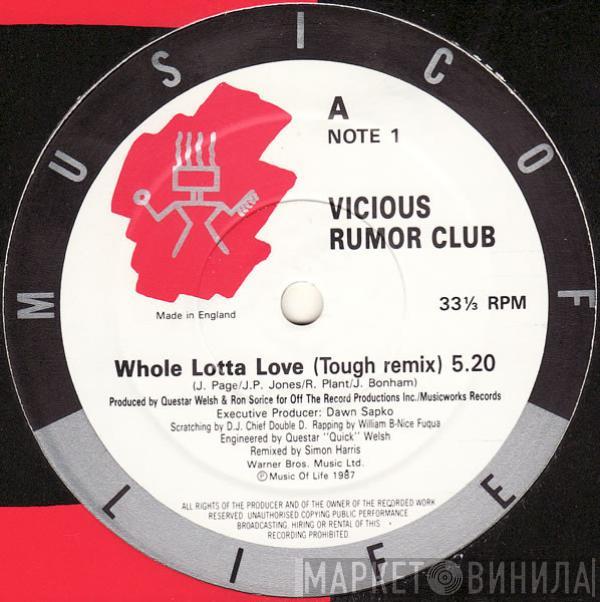 MUSIC OF LIFE
A
NOTE 1
VICIOUS
RUMOR CLUB
Made in England
33⅓ RPM
Whole Lotta Love (Tough remix) 5.20
(J. Page/J.P. Jones/R. Plant/J. Bonham)
Produced by Questar Welsh & Ron Sorice for Off The Record Productions Inc./Musicworks Records
Executive Producer: Dawn Sapko
Scratching by D.J. Chief Double D. Rapping by William B-Nice Fuqua
Engineered by Questar "Quick" Welsh
Remixed by Simon Harris
Warner Bros. Music Ltd.
℗Music Of Life 1987
ALL RIGHTS OF THE PRODUCER AND OF THE OWNER OF THE RECORDED WORK
RESERVED. UNAUTHORISED COPYING PUBLIC PERFORMANCE
BROADCASTING, HIRING OR RENTAL OF THIS
RECORDING PROHIBITED.
МАРКЕТ ВИНИЛА